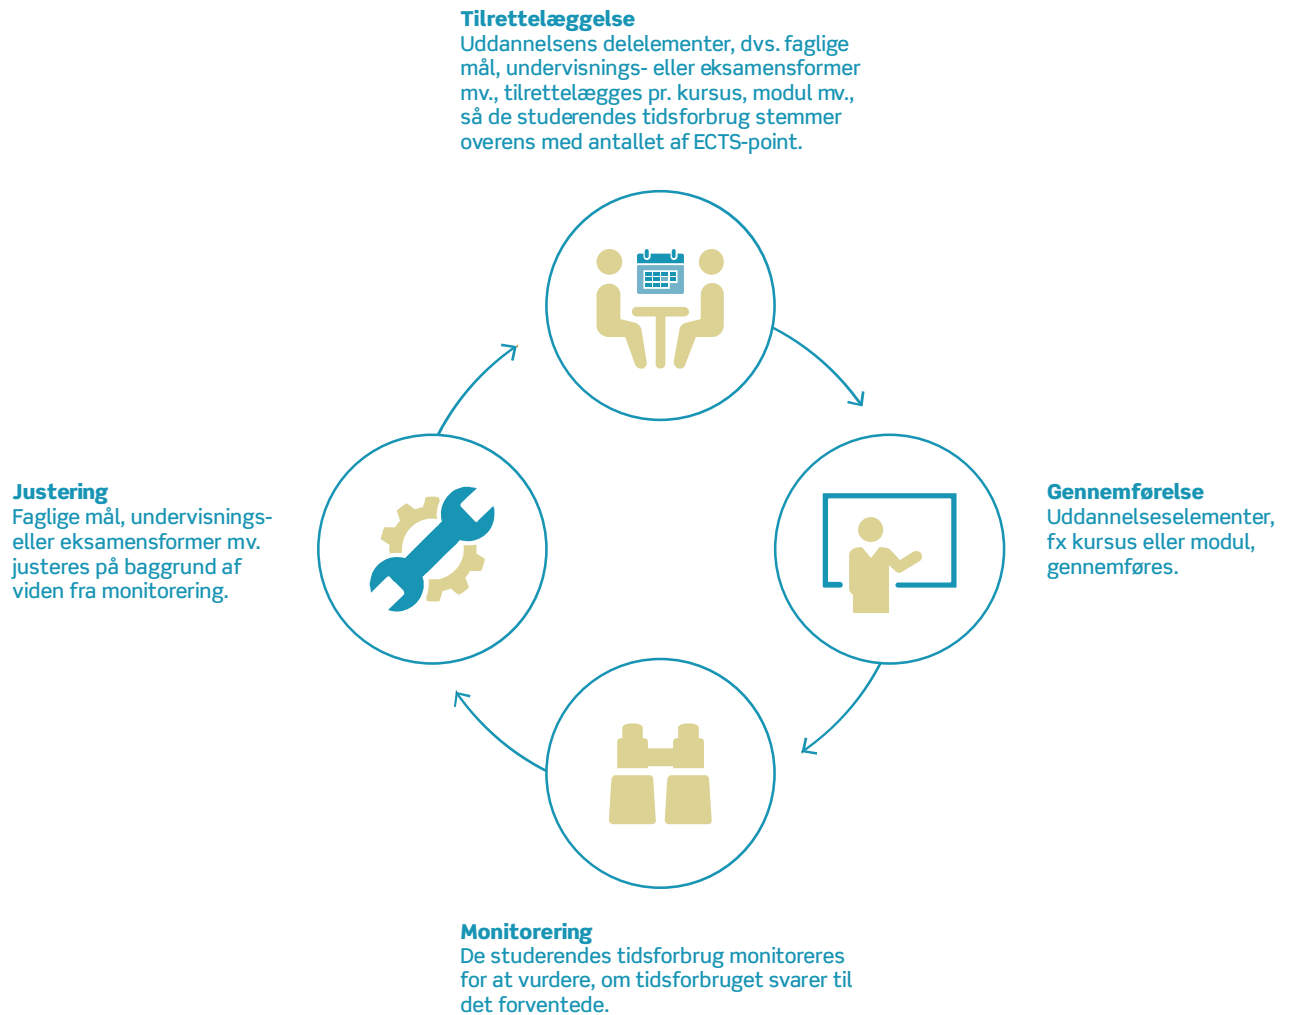 Tilrettelæggelse
Uddannelsens delelementer, dvs. faglige
mål, undervisnings- eller eksamensformer
mv., tilrettelægges pr. kursus, modul mv.,
så de studerendes tidsforbrug stemmer
overens med antallet af ECTS-point.
Gennemførelse
Uddannelseselementer,
fx kursus eller modul,
gennemføres.
Monitorering
De studerendes tidsforbrug monitoreres
for at vurdere, om tidsforbruget svarer til
det forventede.
Justering
Faglige mål, undervisnings-
eller eksamensformer mv.
justeres på baggrund af
viden fra monitorering.